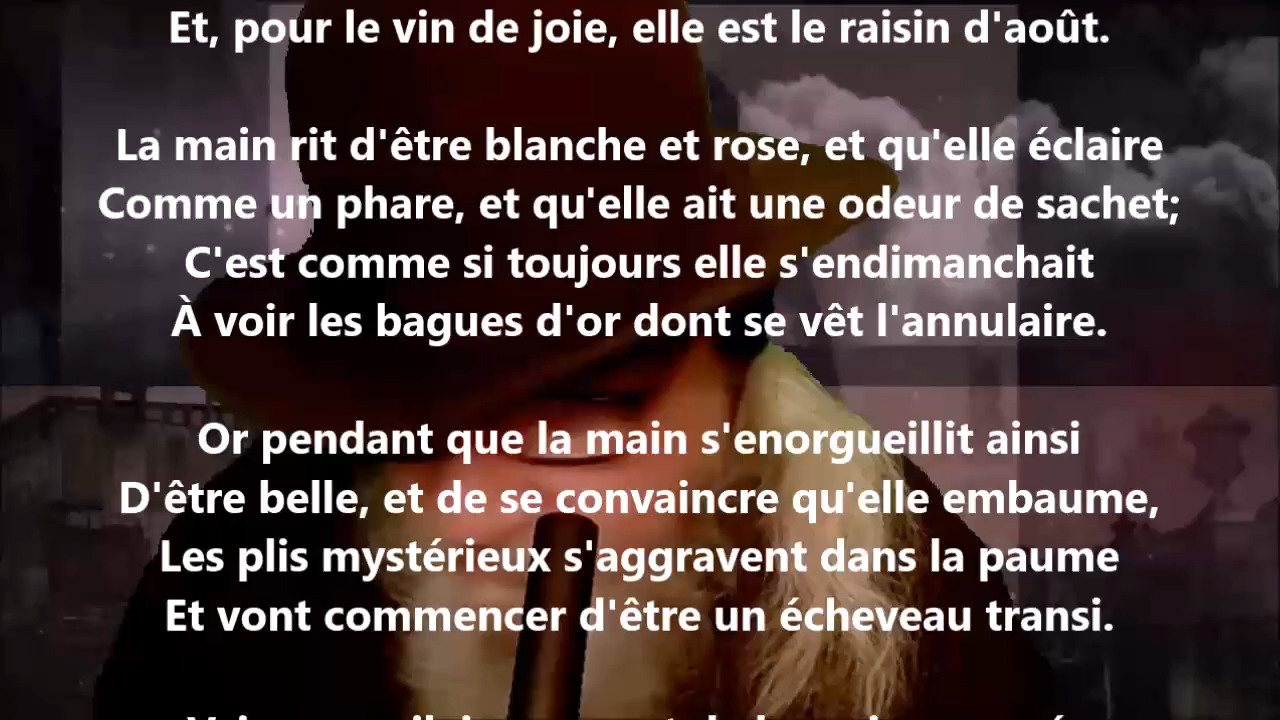 Et, pour le vin de joie, elle est le raisin d'août.
La main rit d'être blanche et rose, et qu'elle éclaire
Comme un phare, et qu'elle ait une odeur de sachet;
C'est comme si toujours elle s'endimanchait
À voir les bagues d'or dont se vêt l'annulaire.
Or pendant que la main s'enorgueillit ainsi
D'être belle, et de se convaincre qu'elle embaume,
Les plis mystérieux s'aggravent dans la paume
Et vont commencer d'être un écheveau transi.